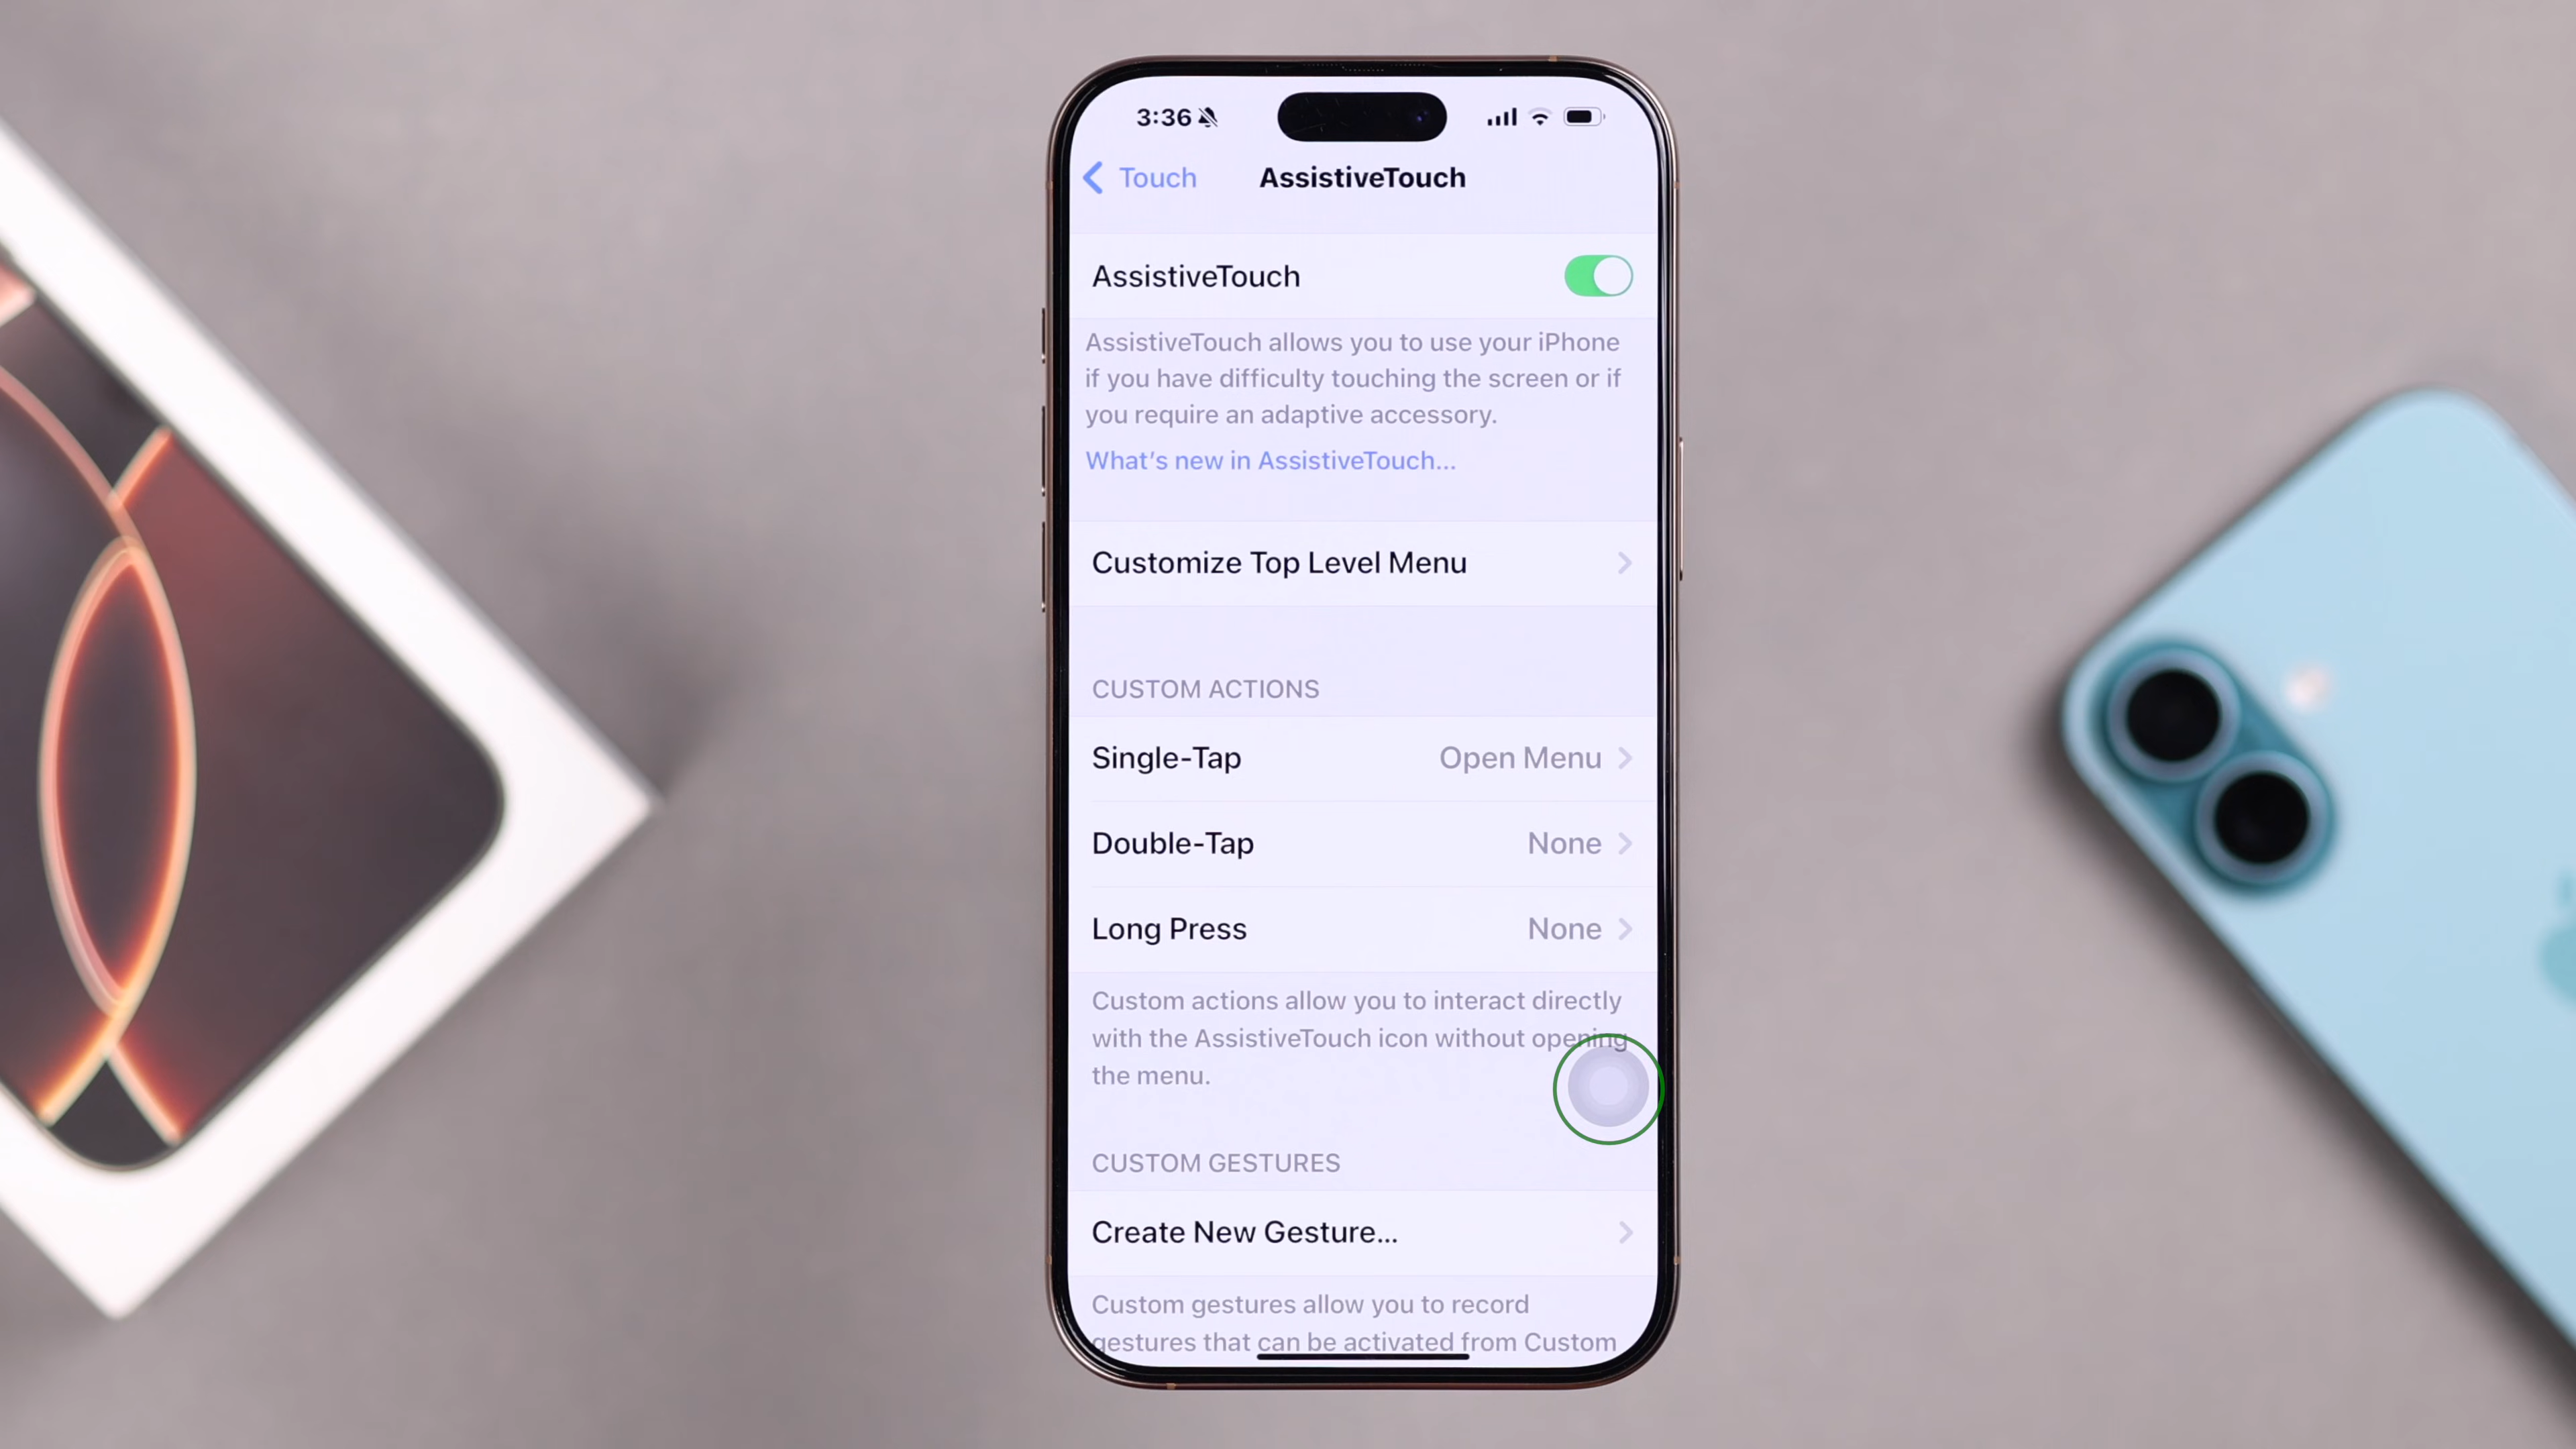 3:36
Touch
AssistiveTouch
AssistiveTouch
AssistiveTouch allows you to use your iPhone
if you have difficulty touching the screen or if
you require an adaptive accessory.
What's new in AssistiveTouch...
Customize Top Level Menu
CUSTOM ACTIONS
Single-Tap Open Menu
Double-Tap None
Long Press None
Custom actions allow you to interact directly
with the AssistiveTouch icon without opening
the menu.
CUSTOM GESTURES
Create New Gesture...
Custom gestures allow you to record
gestures that can be activated from Custom